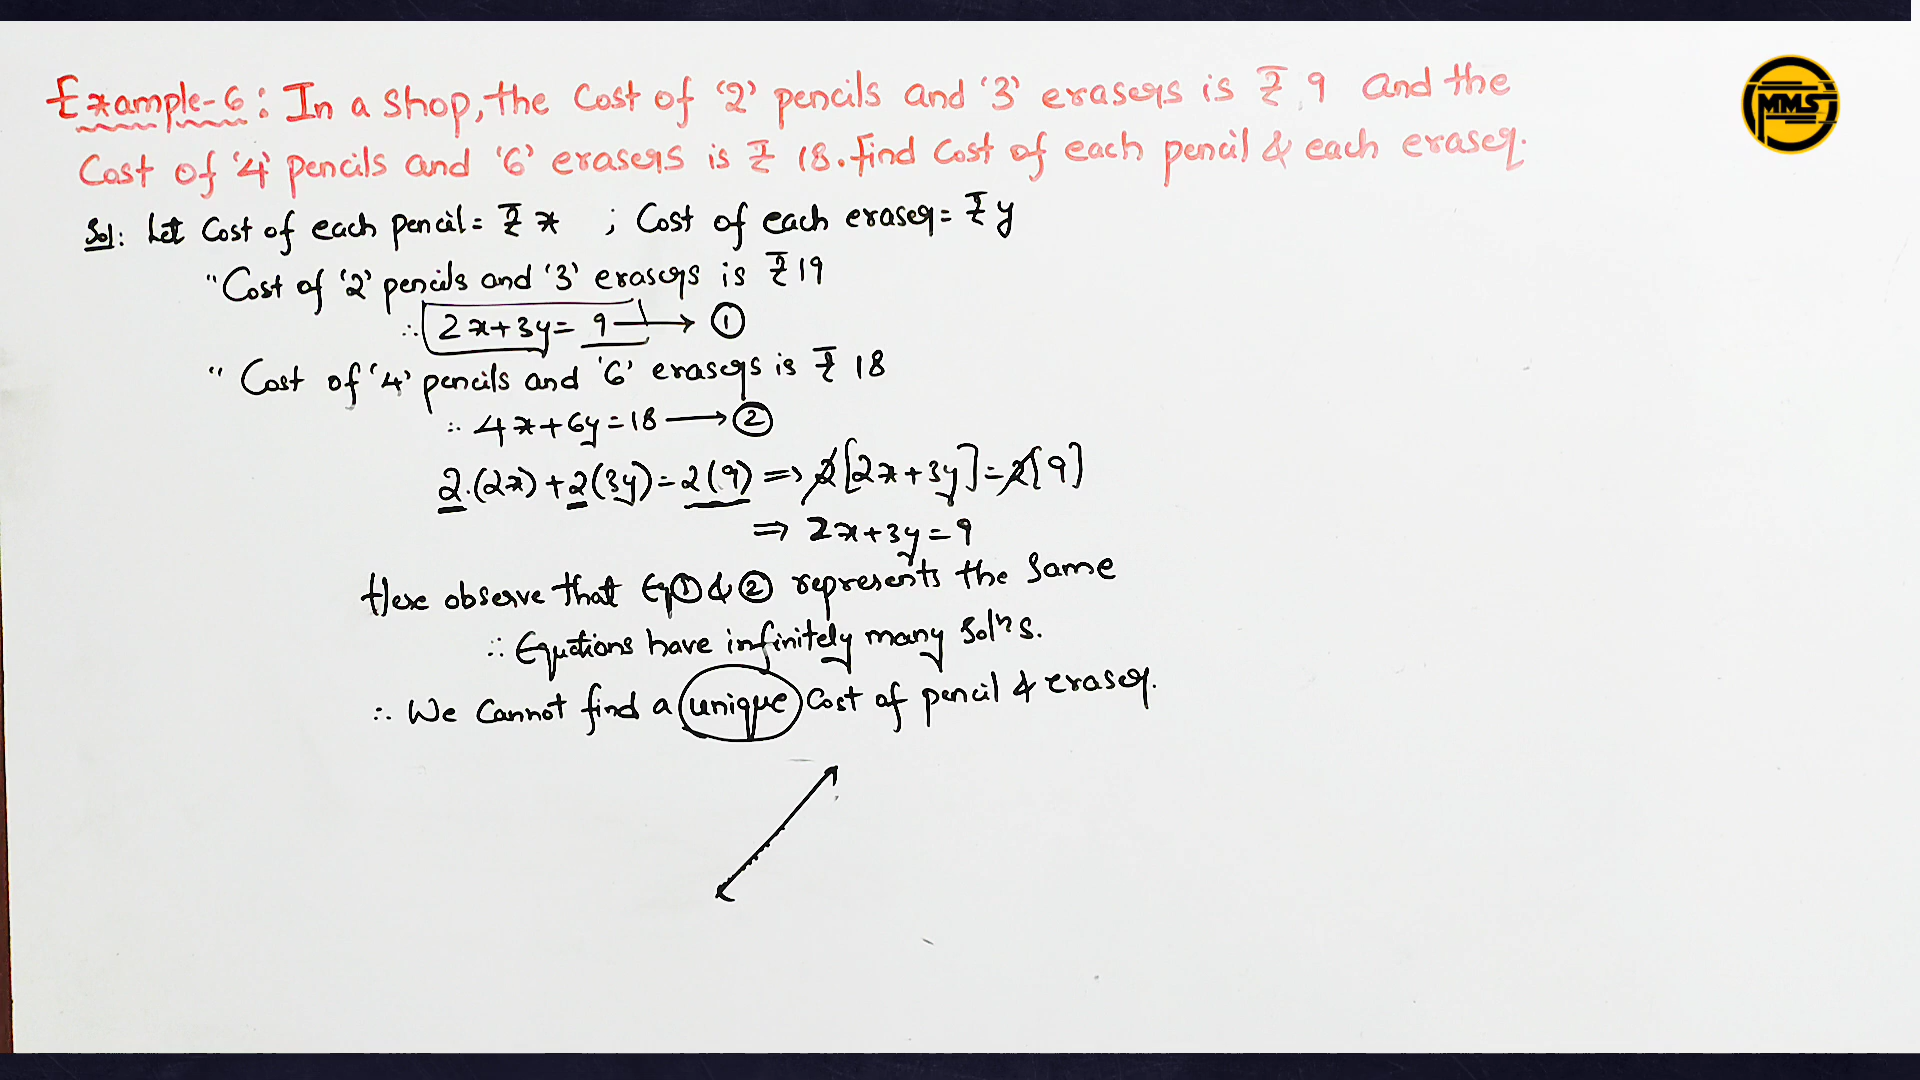 Example-6: In a shop, the cost of '2' pencils and '3' erasers is ₹ 9 and the
MMS
Cost of '4' pencils and '6' erasers is ₹ 18. Find cost of each pencil & each eraser.
Sol: Let cost of each pencil = ₹ x ; Cost of each eraser = ₹ y
" Cost of '2' pencils and '3' erasers is ₹ 19
∴ 2x+3y = 9 → ①
" Cost of '4' pencils and '6' erasers is ₹ 18
∴ 4x+6y=18 → ②
2.(2x)+2(3y)=2(9) ⇒ 2[2x+3y]=2[9]
⇒ 2x+3y=9
Here observe that Eq① & ② represents the same
∴ Equations have infinitely many solⁿs.
∴ We cannot find a unique cost of pencil & eraser.